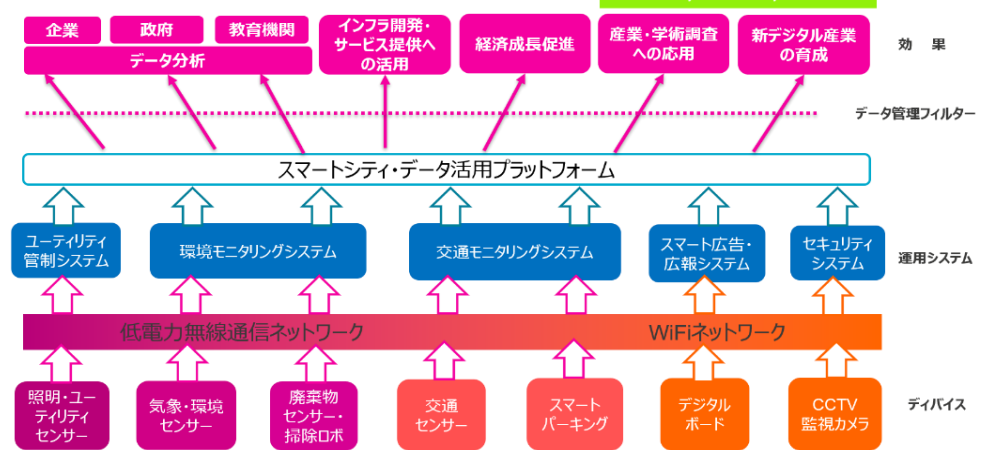 企業
政府
教育機関
データ分析
インフラ開発・
サービス提供へ
の活用
経済成長促進
産業・学術調査
への応用
新デジタル産業
の育成
効 果
データ管理フィルター
スマートシティ・データ活用プラットフォーム
ユーティリティ
管制システム
環境モニタリングシステム
交通モニタリングシステム
スマート広告・
広報システム
セキュリティ
システム
運用システム
低電力無線通信ネットワーク
WiFiネットワーク
照明・ユー
ティリティ
センサー
気象・環境
センサー
廃棄物
センサー・
掃除ロボ
交通
センサー
スマート
パーキング
デジタル
ボード
CCTV
監視カメラ
ディバイス